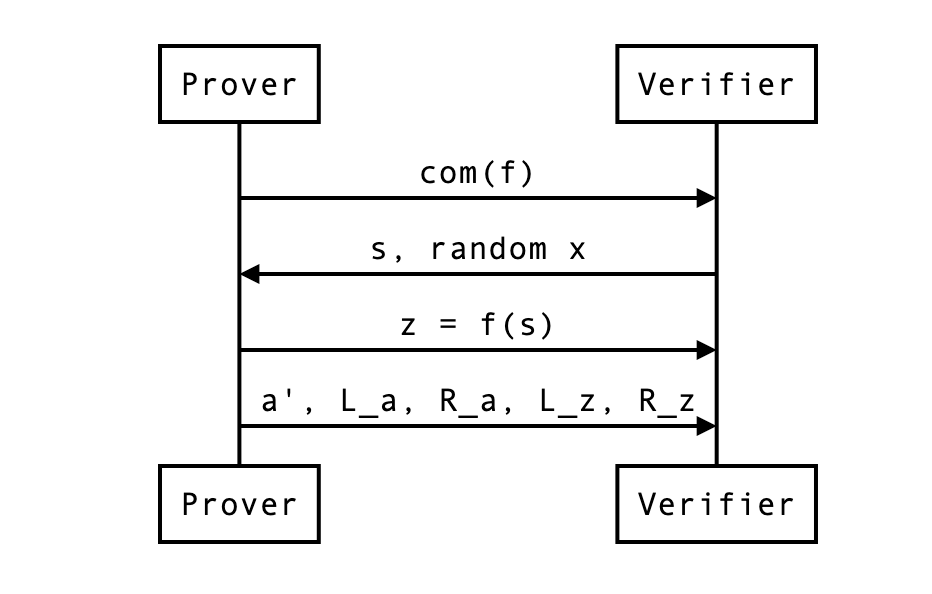 Prover Verifier
com(f)
s, random x
z = f(s)
a', L_a, R_a, L_z, R_z
Prover Verifier